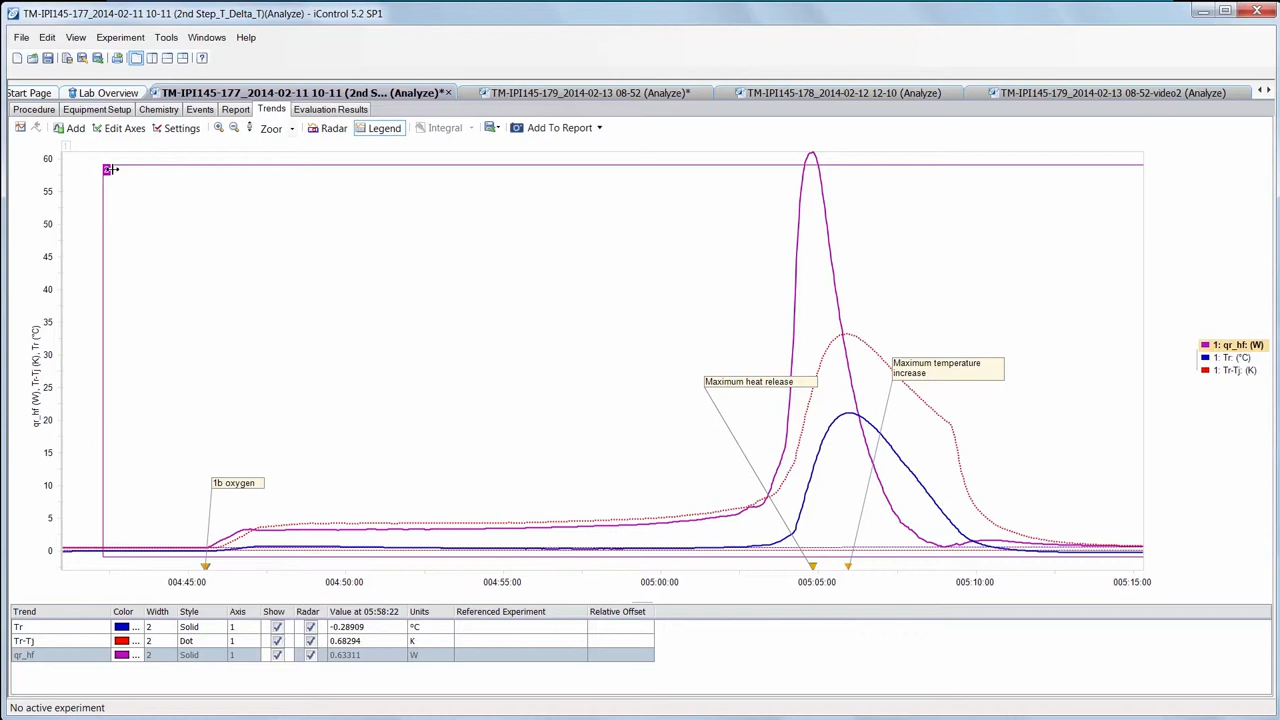 TM-IPI145-177_2014-02-11 10-11 (2nd Step_T_Delta_T)(Analyze) - iControl 5.2 SP1
File Edit View Experiment Tools Windows Help
Start Page Lab Overview TM-IPI145-177_2014-02-11 10-11 (2nd S... (Analyze)* TM-IPI145-179_2014-02-13 08-52 (Analyze)* TM-IPI145-178_2014-02-12 12-10 (Analyze) TM-IPI145-179_2014-02-13 08-52-video2 (Analyze)
Procedure Equipment Setup Chemistry Events Report Trends Evaluation Results
Add Edit Axes Settings Zoor Radar Legend Integral Add To Report
1
60
55
50
45
40
35
30
25
20
15
10
5
0
qr_hf (W), Tr-Tj (K), Tr (°C)
Maximum heat release
Maximum temperature
increase
1b oxygen
1: qr_hf: (W)
1: Tr: (°C)
1: Tr-Tj: (K)
004:45:00 004:50:00 004:55:00 005:00:00 005:05:00 005:10:00 005:15:00
Trend Color Width Style Axis Show Radar Value at 05:58:22 Units Referenced Experiment Relative Offset
Tr ... 2 Solid 1 -0.28909 °C
Tr-Tj ... 2 Dot 1 0.68294 K
qr_hf ... 2 Solid 1 0.63311 W
No active experiment